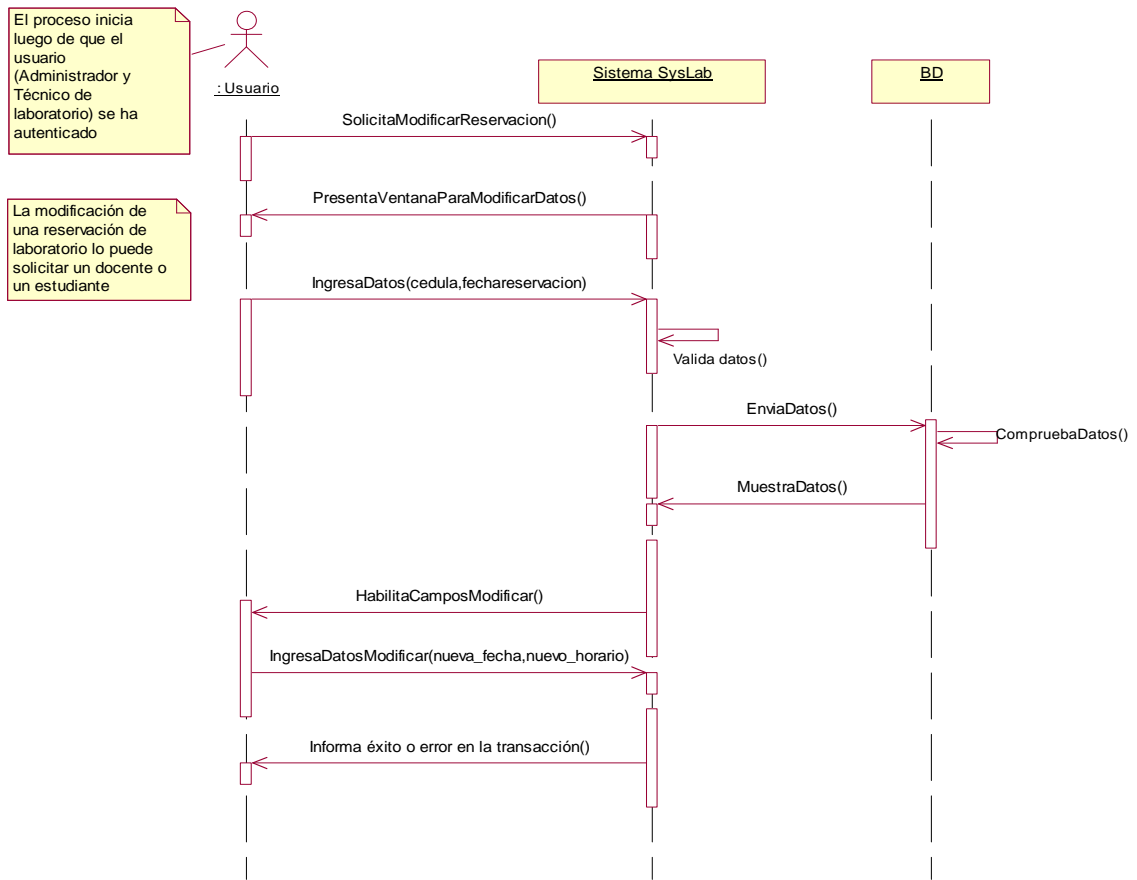 El proceso inicia
luego de que el
usuario
(Administrador y
Técnico de
laboratorio) se ha
autenticado
: Usuario
Sistema SysLab
BD
SolicitaModificarReservacion()
PresentaVentanaParaModificarDatos()
La modificación de
una reservación de
laboratorio lo puede
solicitar un docente o
un estudiante
IngresaDatos(cedula,fechareservacion)
Valida datos()
EnviaDatos()
CompruebaDatos()
MuestraDatos()
HabilitaCamposModificar()
IngresaDatosModificar(nueva_fecha,nuevo_horario)
Informa éxito o error en la transacción()